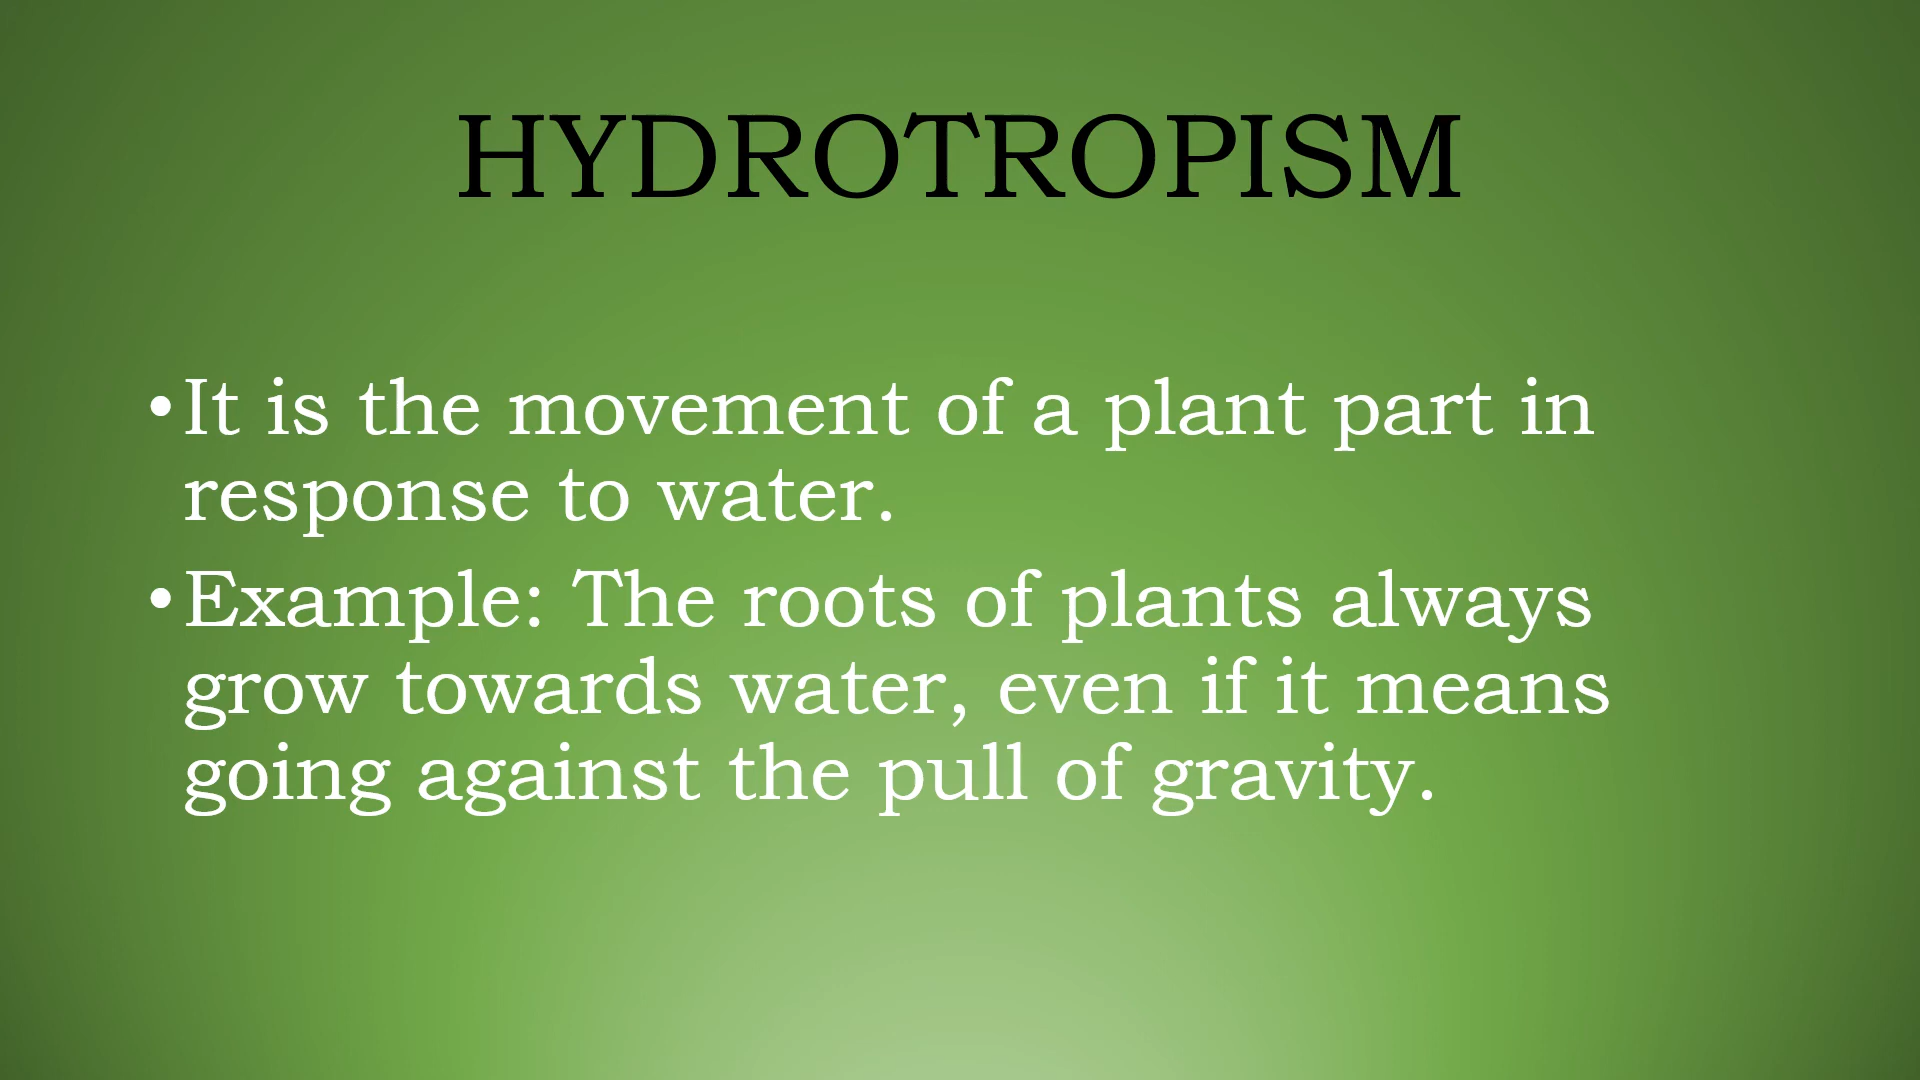 HYDROTROPISM
•It is the movement of a plant part in
response to water.
•Example: The roots of plants always
grow towards water, even if it means
going against the pull of gravity.